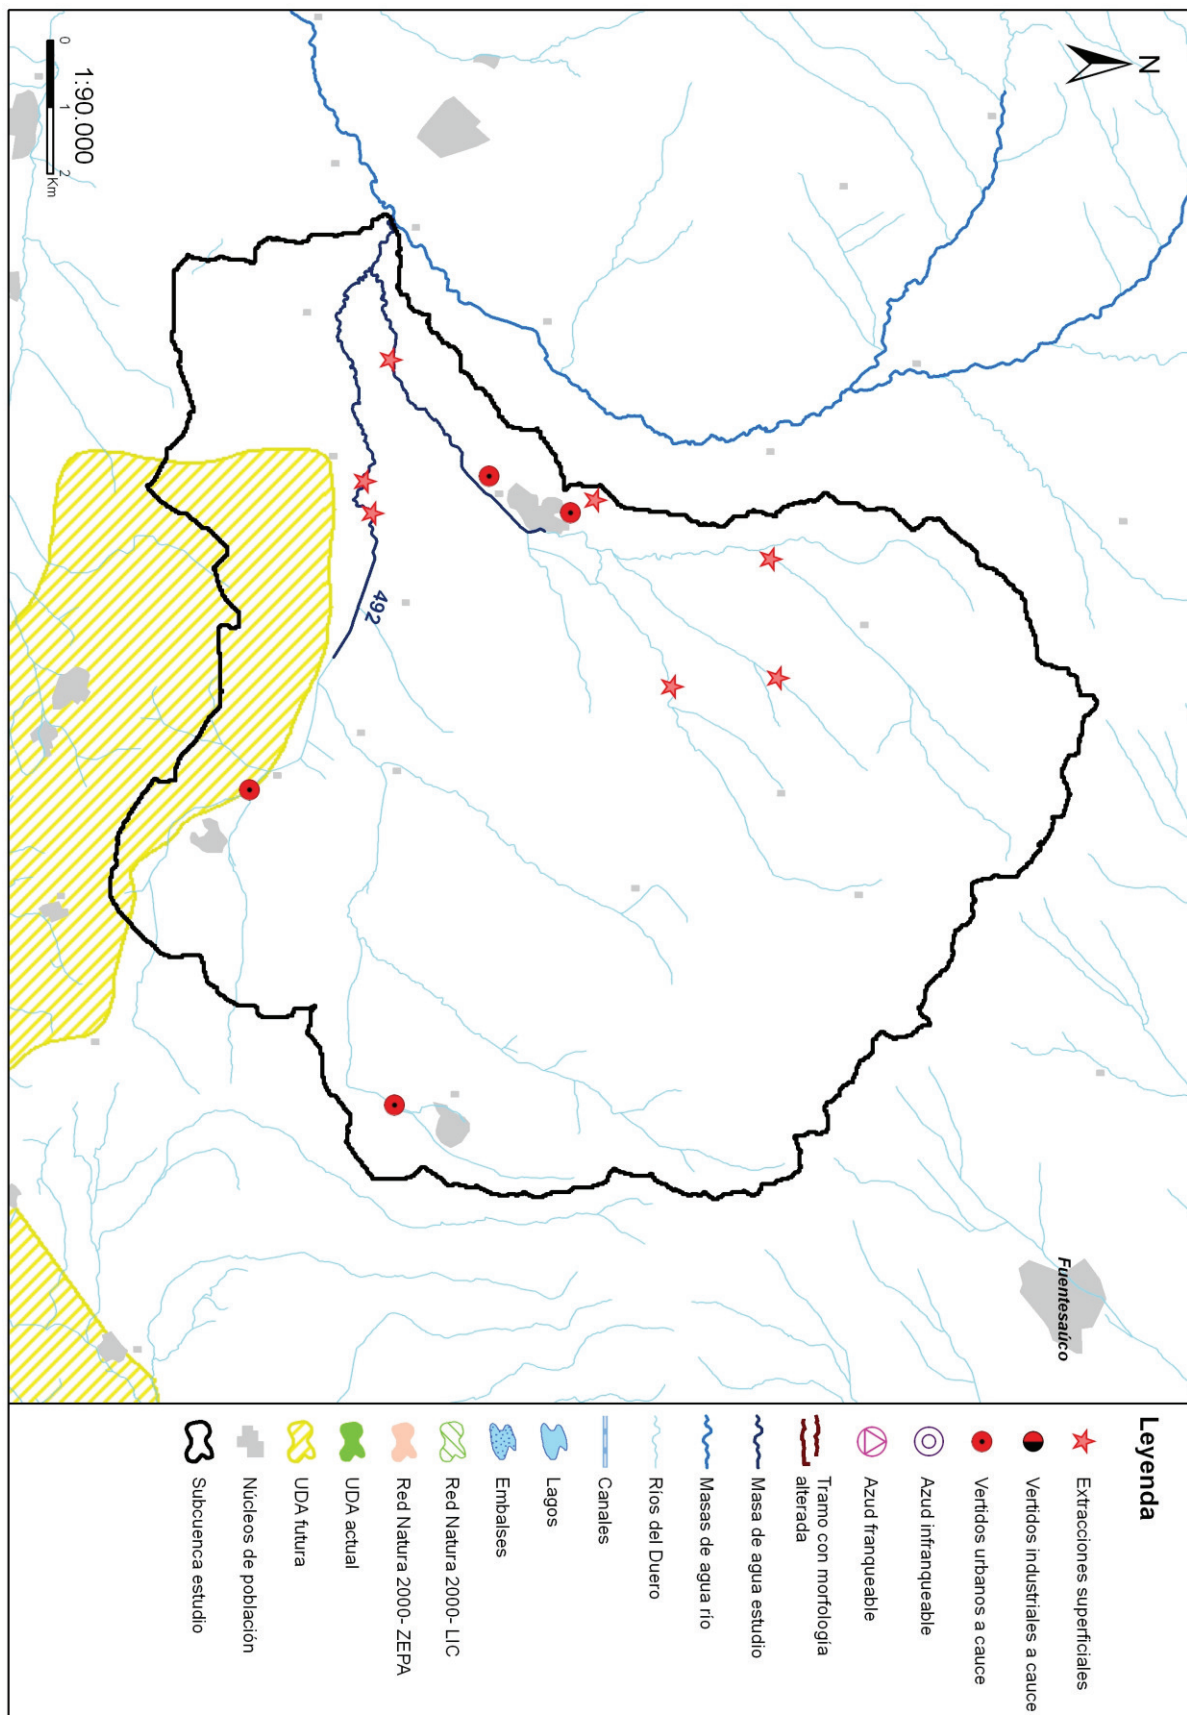 N
0
1
2
Km
1:90.000
492
Fuentesaúco
Leyenda
Extracciones superficiales
Vertidos industriales a cauce
Vertidos urbanos a cauce
Azud infranqueable
Azud franqueable
Tramo con morfología
alterada
Masa de agua estudio
Masas de agua río
Ríos del Duero
Canales
Lagos
Embalses
Red Natura 2000- LIC
Red Natura 2000- ZEPA
UDA actual
UDA futura
Núcleos de población
Subcuenca estudio